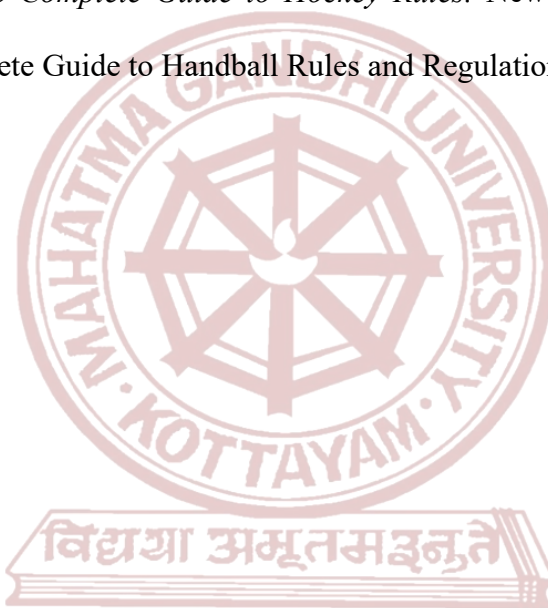 Complete Guide to Hockey Rules. New
ete Guide to Handball Rules and Regulation
MAHATMA GANDHI UNIVERSITY
· KOTTAYAM ·
विद्यया अमृतमश्नुते